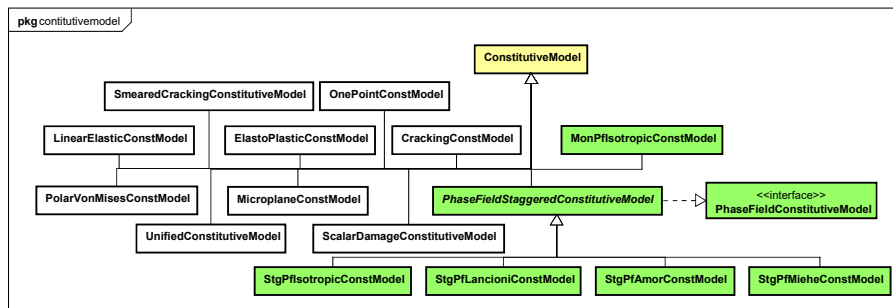 pkg contitutivemodel
ConstitutiveModel
SmearedCrackingConstitutiveModel
OnePointConstModel
LinearElasticConstModel
ElastoPlasticConstModel
CrackingConstModel
MonPfIsotropicConstModel
PolarVonMisesConstModel
MicroplaneConstModel
PhaseFieldStaggeredConstitutiveModel
<<interface>>
PhaseFieldConstitutiveModel
UnifiedConstitutiveModel
ScalarDamageConstitutiveModel
StgPfIsotropicConstModel
StgPfLancioniConstModel
StgPfAmorConstModel
StgPfMieheConstModel